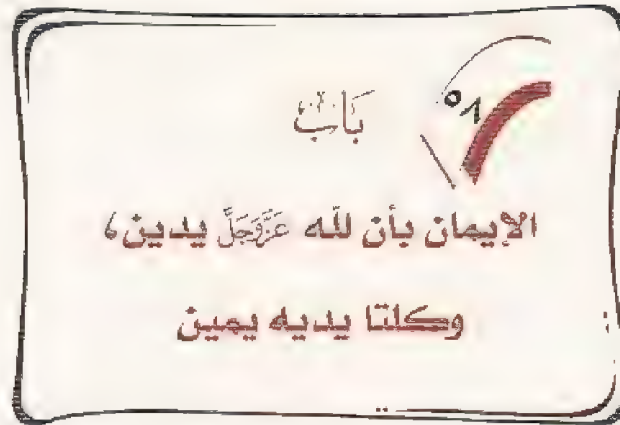 ٥٨
بَابُ
الإيمان بأن لله عَزَّوَجَلَّ يدين،
وكلتا يديه يمين